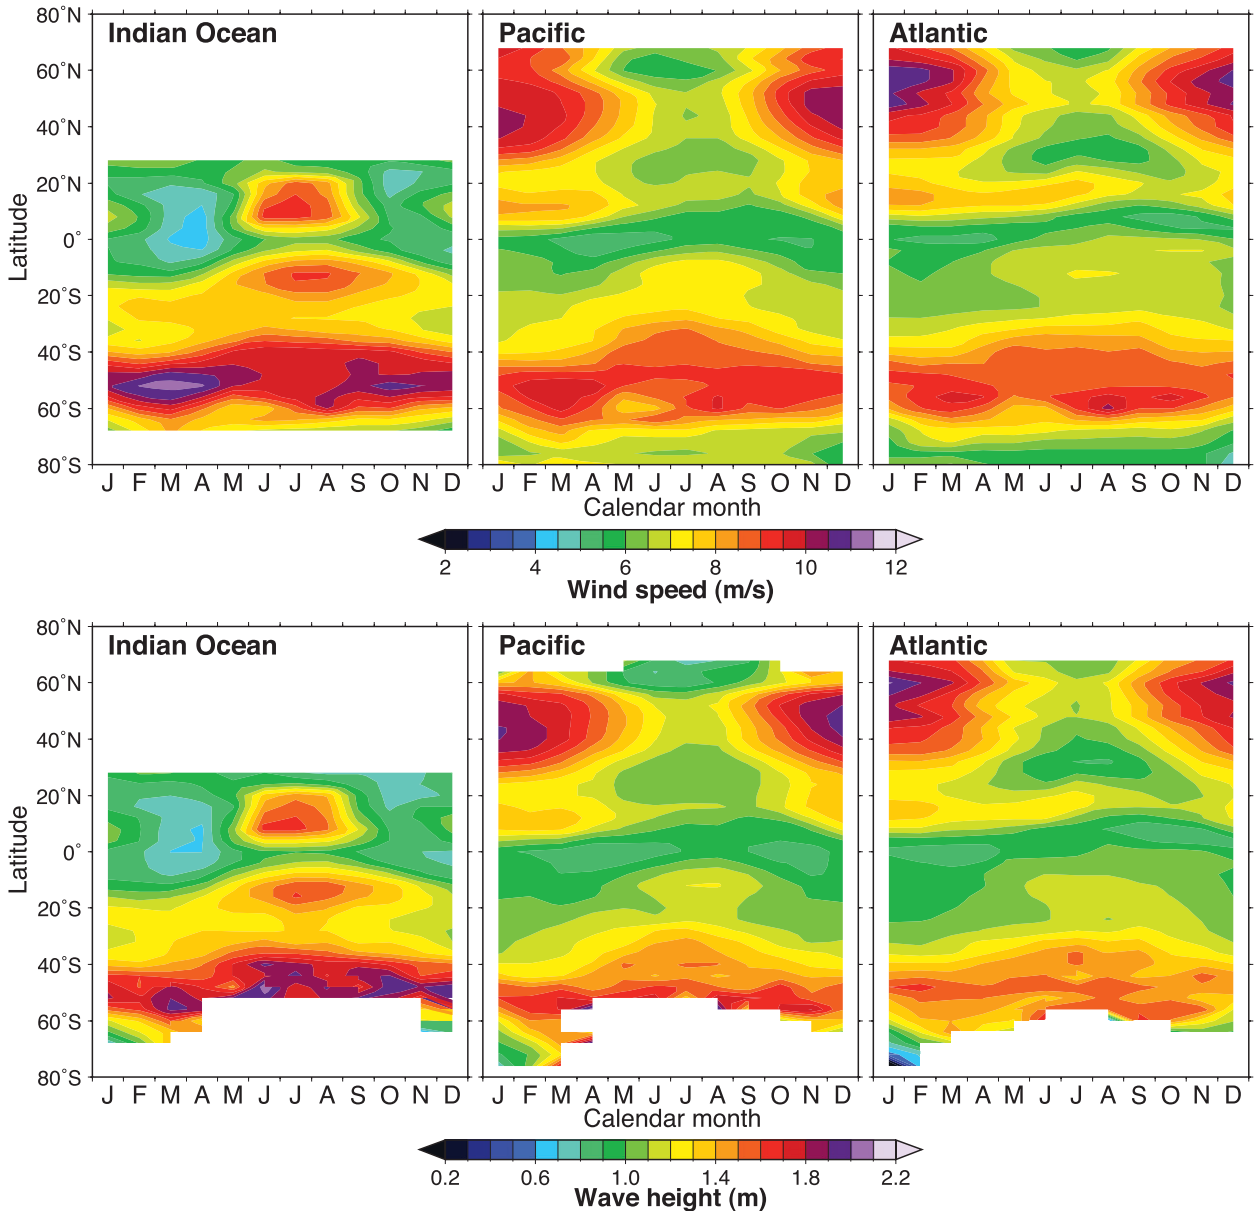 Indian Ocean Pacific Atlantic
80˚N
60˚N
40˚N
20˚N
0˚
20˚S
40˚S
60˚S
80˚S
Latitude
J F M A M J J A S O N D J F M A M J J A S O N D J F M A M J J A S O N D
Calendar month
2 4 6 8 10 12
Wind speed (m/s)
Indian Ocean Pacific Atlantic
80˚N
60˚N
40˚N
20˚N
0˚
20˚S
40˚S
60˚S
80˚S
Latitude
J F M A M J J A S O N D J F M A M J J A S O N D J F M A M J J A S O N D
Calendar month
0.2 0.6 1.0 1.4 1.8 2.2
Wave height (m)